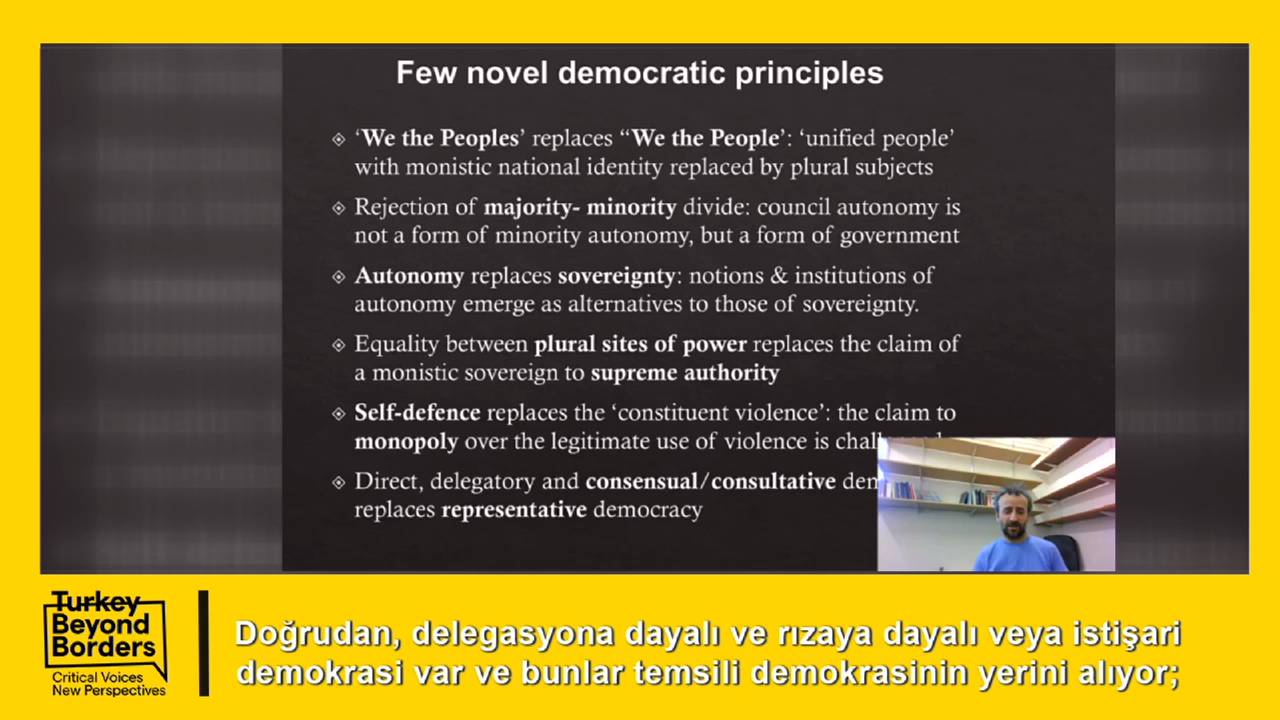 Few novel democratic principles
‘We the Peoples’ replaces “We the People’: ‘unified people’
with monistic national identity replaced by plural subjects
Rejection of majority- minority divide: council autonomy is
not a form of minority autonomy, but a form of government
Autonomy replaces sovereignty: notions & institutions of
autonomy emerge as alternatives to those of sovereignty.
Equality between plural sites of power replaces the claim of
a monistic sovereign to supreme authority
Self-defence replaces the ‘constituent violence’: the claim to
monopoly over the legitimate use of violence is
Direct, delegatory and consensual/consultative
replaces representative democracy
Turkey
Beyond
Borders
Critical Voices
New Perspectives
Doğrudan, delegasyona dayalı ve rızaya dayalı veya istişari
demokrasi var ve bunlar temsili demokrasinin yerini alıyor;